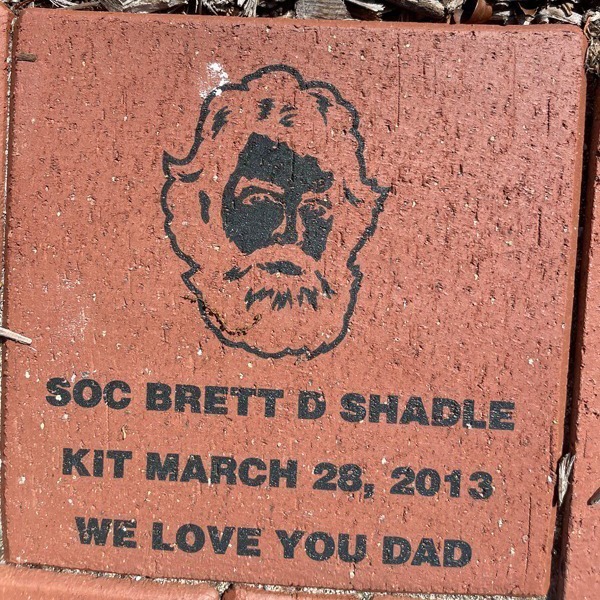 SOC BRETT D SHADLE
KIT MARCH 28, 2013
WE LOVE YOU DAD